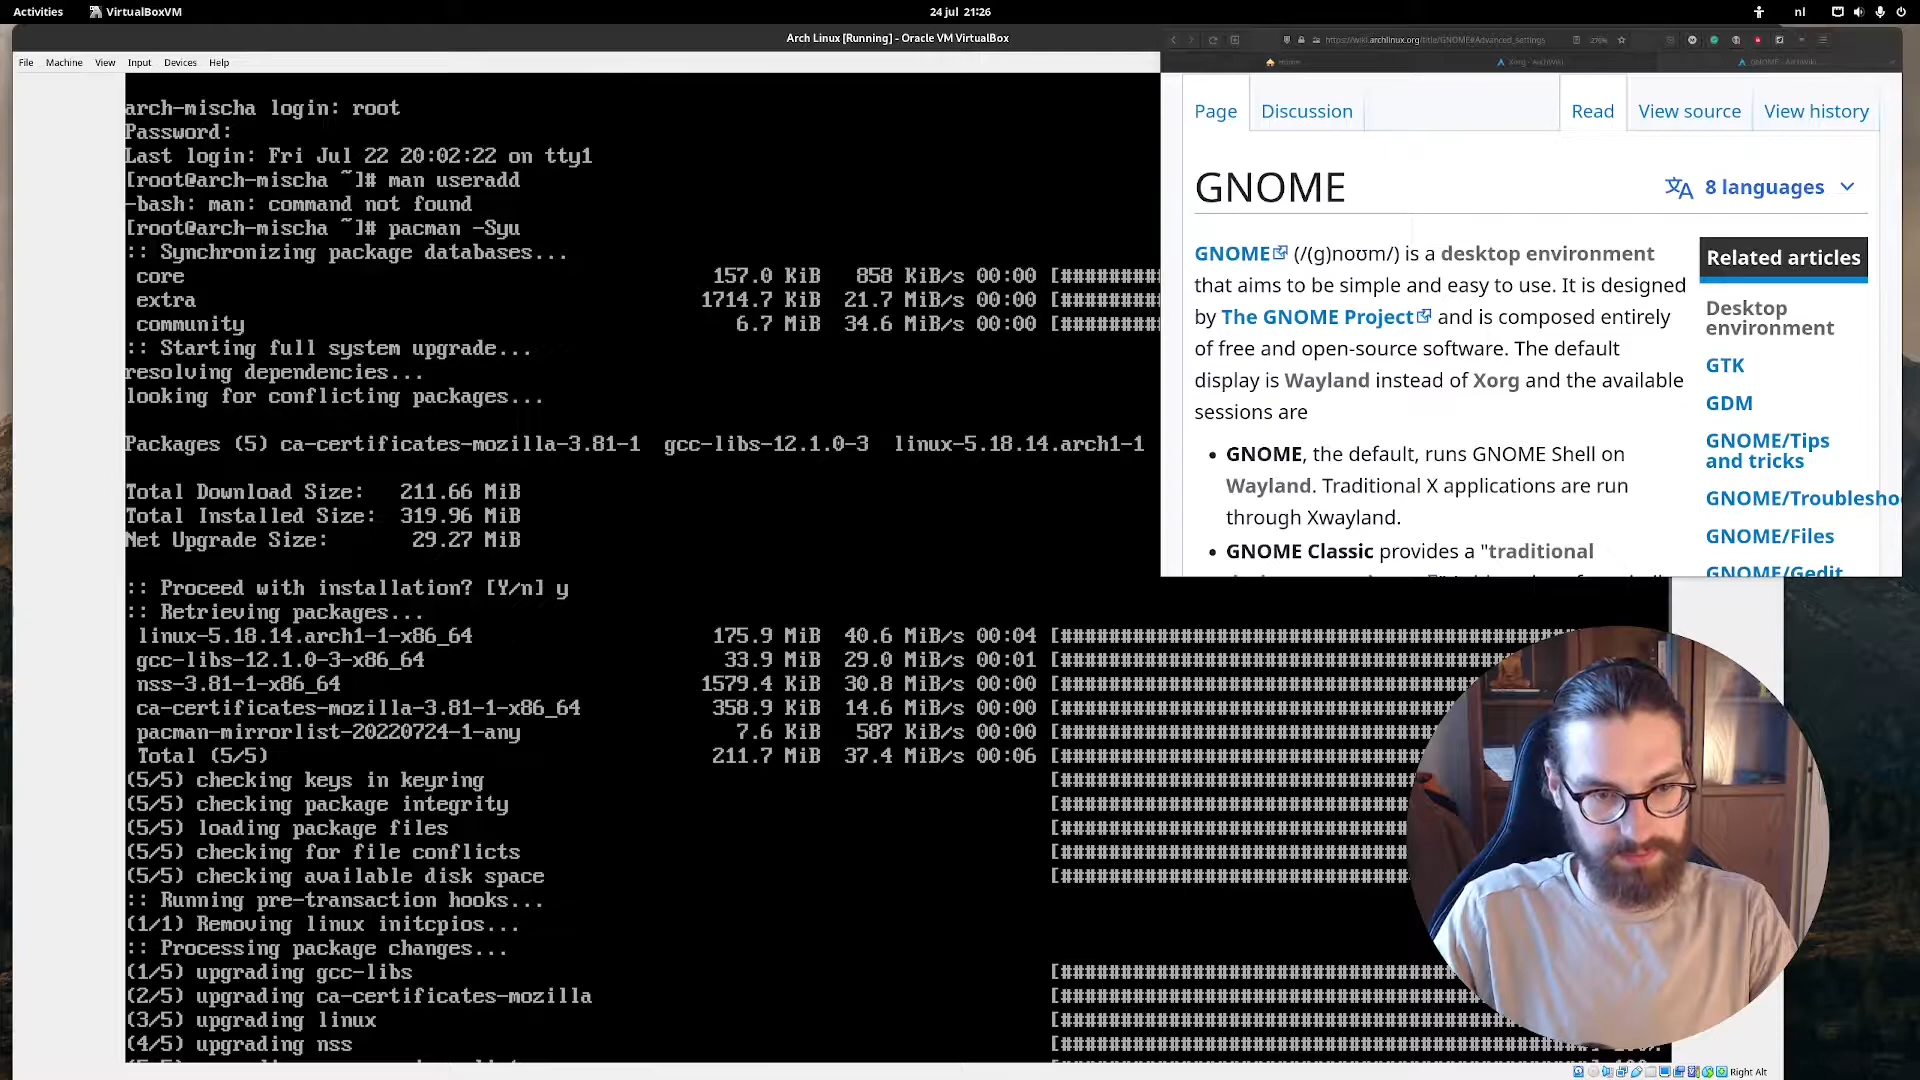 Activities
VirtualBoxVM
24 jul 21:26
nl
Arch Linux [Running] - Oracle VM VirtualBox
File Machine View Input Devices Help
arch-mischa login: root
Password:
Last login: Fri Jul 22 20:02:22 on tty1
[root@arch-mischa ~]# man useradd
-bash: man: command not found
[root@arch-mischa ~]# pacman -Syu
:: Synchronizing package databases...
core 157.0 KiB 858 KiB/s 00:00 [#########
extra 1714.7 KiB 21.7 MiB/s 00:00 [#########
community 6.7 MiB 34.6 MiB/s 00:00 [#########
:: Starting full system upgrade...
resolving dependencies...
looking for conflicting packages...
Packages (5) ca-certificates-mozilla-3.81-1 gcc-libs-12.1.0-3 linux-5.18.14.arch1-1
Total Download Size: 211.66 MiB
Total Installed Size: 319.96 MiB
Net Upgrade Size: 29.27 MiB
:: Proceed with installation? [Y/n] y
:: Retrieving packages...
linux-5.18.14.arch1-1-x86_64 175.9 MiB 40.6 MiB/s 00:04 [##########################################
gcc-libs-12.1.0-3-x86_64 33.9 MiB 29.0 MiB/s 00:01 [####################################
nss-3.81-1-x86_64 1579.4 KiB 30.8 MiB/s 00:00 [##################################
ca-certificates-mozilla-3.81-1-x86_64 358.9 KiB 14.6 MiB/s 00:00 [################################
pacman-mirrorlist-20220724-1-any 7.6 KiB 587 KiB/s 00:00 [###############################
Total (5/5) 211.7 MiB 37.4 MiB/s 00:06 [##############################
(5/5) checking keys in keyring [#############################
(5/5) checking package integrity [#############################
(5/5) loading package files [#############################
(5/5) checking for file conflicts [#############################
(5/5) checking available disk space [#############################
:: Running pre-transaction hooks...
(1/1) Removing linux initcpios...
:: Processing package changes...
(1/5) upgrading gcc-libs [################################
(2/5) upgrading ca-certificates-mozilla [#################################
(3/5) upgrading linux [###################################
(4/5) upgrading nss [#####################################
https://wiki.archlinux.org/title/GNOME#Advanced_settings
Home
Xorg - ArchWiki
GNOME - ArchWiki
Page Discussion Read View source View history
GNOME
8 languages
GNOME (/(g)noʊm/) is a desktop environment
that aims to be simple and easy to use. It is designed
by The GNOME Project and is composed entirely
of free and open-source software. The default
display is Wayland instead of Xorg and the available
sessions are
• GNOME, the default, runs GNOME Shell on
Wayland. Traditional X applications are run
through Xwayland.
• GNOME Classic provides a "traditional
Related articles
Desktop
environment
GTK
GDM
GNOME/Tips
and tricks
GNOME/Troublesho
GNOME/Files
GNOME/Gedit
Right Alt